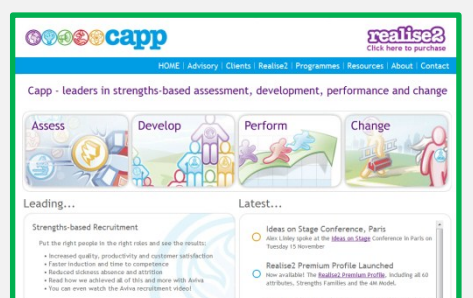 capp
realise2
Click here to purchase
HOME | Advisory | Clients | Realise2 | Programmes | Resources | About | Contact
Capp - leaders in strengths-based assessment, development, performance and change
Assess
Develop
Perform
Change
Leading...
Latest...
Strengths-based Recruitment
Put the right people in the right roles and see the results:
• Increased quality, productivity and customer satisfaction
• Faster induction and time to competence
• Reduced sickness absence and attrition
• Read how we achieved all of this and more with Aviva
• You can even watch the Aviva recruitment video!
Ideas on Stage Conference, Paris
Alex Linley spoke at the Ideas on Stage Conference in Paris on
Tuesday 15 November
Realise2 Premium Profile Launched
Now available! The Realise2 Premium Profile, including all 60
attributes, Strengths Families and the 4M Model.